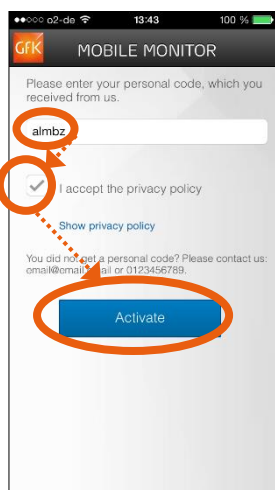 o2-de 13:43 100 %
GfK MOBILE MONITOR
Please enter your personal code, which you
received from us.
almbz
I accept the privacy policy
Show privacy policy
You did not get a personal code? Please contact us:
email@email.email or 0123456789.
Activate